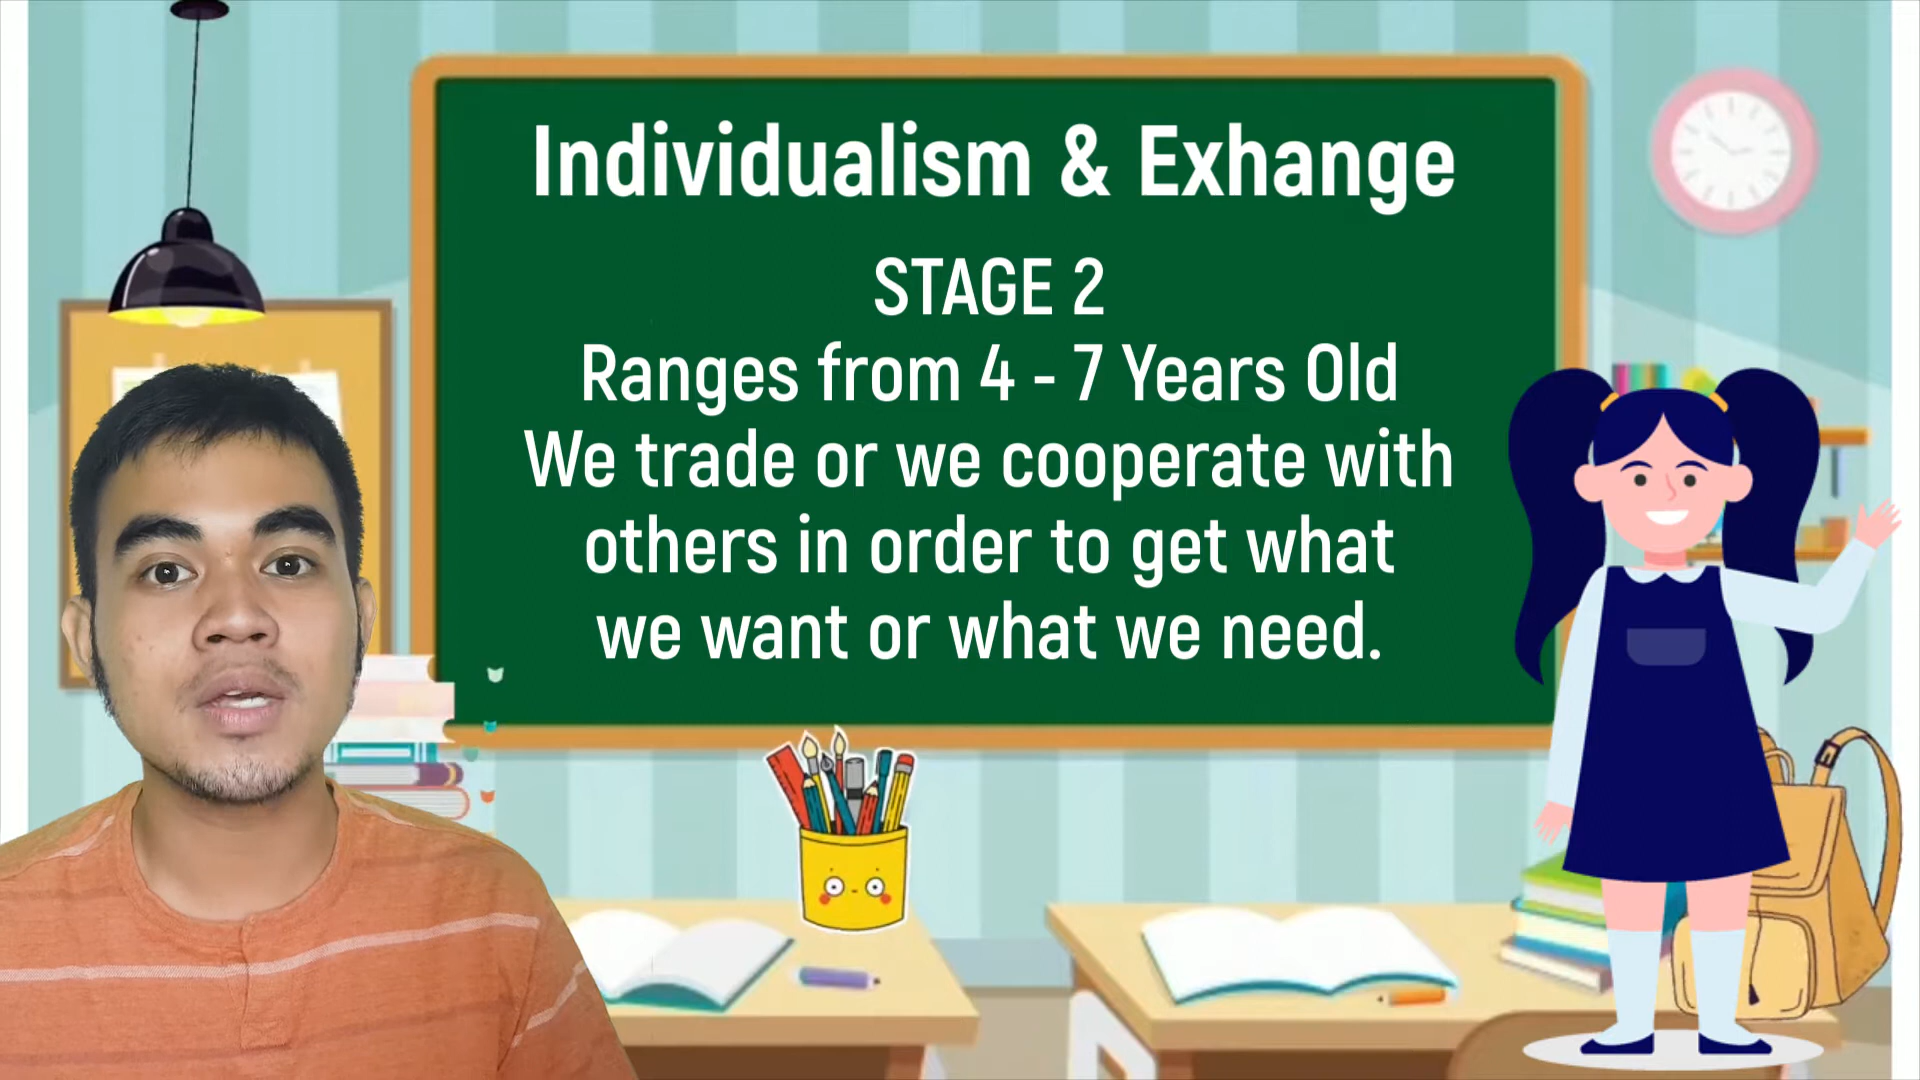 Individualism & Exhange
STAGE 2
Ranges from 4 - 7 Years Old
We trade or we cooperate with
others in order to get what
we want or what we need.